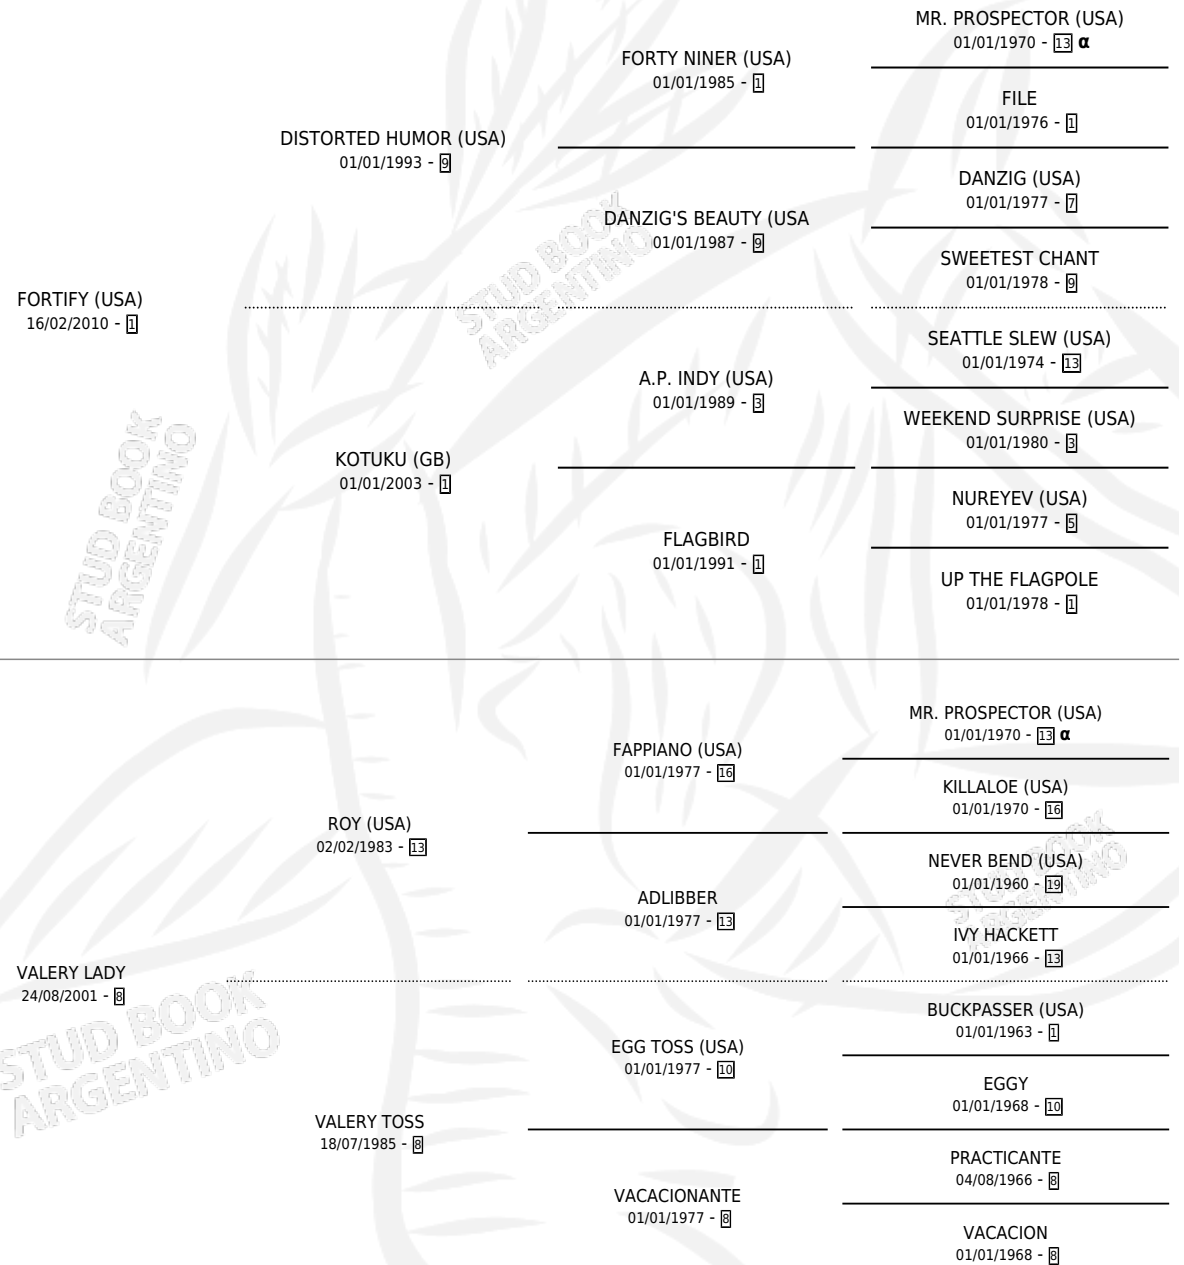 MR. PROSPECTOR (USA)
01/01/1970 - 13 α
FORTY NINER (USA)
01/01/1985 - 1
FILE
01/01/1976 - 1
DISTORTED HUMOR (USA)
01/01/1993 - 9
DANZIG (USA)
01/01/1977 - 7
DANZIG'S BEAUTY (USA
01/01/1987 - 9
SWEETEST CHANT
01/01/1978 - 9
FORTIFY (USA)
16/02/2010 - 1
SEATTLE SLEW (USA)
01/01/1974 - 13
A.P. INDY (USA)
01/01/1989 - 3
WEEKEND SURPRISE (USA)
01/01/1980 - 3
KOTUKU (GB)
01/01/2003 - 1
NUREYEV (USA)
01/01/1977 - 5
FLAGBIRD
01/01/1991 - 1
UP THE FLAGPOLE
01/01/1978 - 1
STUD BOOK
ARGENTINO
STUD BOOK
ARGENTINO
MR. PROSPECTOR (USA)
01/01/1970 - 13 α
FAPPIANO (USA)
01/01/1977 - 16
KILLALOE (USA)
01/01/1970 - 16
ROY (USA)
02/02/1983 - 13
NEVER BEND (USA)
01/01/1960 - 19
ADLIBBER
01/01/1977 - 13
IVY HACKETT
01/01/1966 - 13
VALERY LADY
24/08/2001 - 8
BUCKPASSER (USA)
01/01/1963 - 1
EGG TOSS (USA)
01/01/1977 - 10
EGGY
01/01/1968 - 10
VALERY TOSS
18/07/1985 - 8
PRACTICANTE
04/08/1966 - 8
VACACIONANTE
01/01/1977 - 8
VACACION
01/01/1968 - 8
STUD BOOK
ARGENTINO
STUD BOOK
ARGENTINO